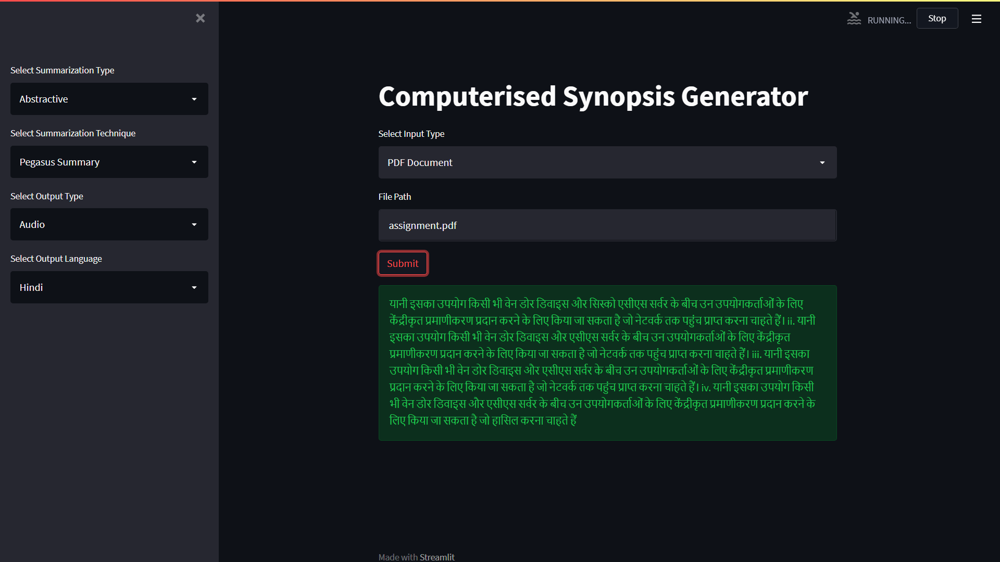 RUNNING...
Stop
Select Summarization Type
Abstractive
Select Summarization Technique
Pegasus Summary
Select Output Type
Audio
Select Output Language
Hindi
Computerised Synopsis Generator
Select Input Type
PDF Document
File Path
assignment.pdf
Submit
यानी इसका उपयोग किसी भी वेन डोर डिवाइस और सिस्को एसीएस सर्वर के बीच उन उपयोगकर्ताओं के लिए
केंद्रीकृत प्रमाणीकरण प्रदान करने के लिए किया जा सकता है जो नेटवर्क तक पहुंच प्राप्त करना चाहते हैं। ii. यानी
इसका उपयोग किसी भी वेन डोर डिवाइस और एसीएस सर्वर के बीच उन उपयोगकर्ताओं के लिए केंद्रीकृत
प्रमाणीकरण प्रदान करने के लिए किया जा सकता है जो नेटवर्क तक पहुंच प्राप्त करना चाहते हैं। iii. यानी इसका
उपयोग किसी भी वेन डोर डिवाइस और एसीएस सर्वर के बीच उन उपयोगकर्ताओं के लिए केंद्रीकृत प्रमाणीकरण
प्रदान करने के लिए किया जा सकता है जो नेटवर्क तक पहुंच प्राप्त करना चाहते हैं। iv. यानी इसका उपयोग किसी
भी वेन डोर डिवाइस और एसीएस सर्वर के बीच उन उपयोगकर्ताओं के लिए केंद्रीकृत प्रमाणीकरण प्रदान करने के
लिए किया जा सकता है जो हासिल करना चाहते हैं
Made with Streamlit